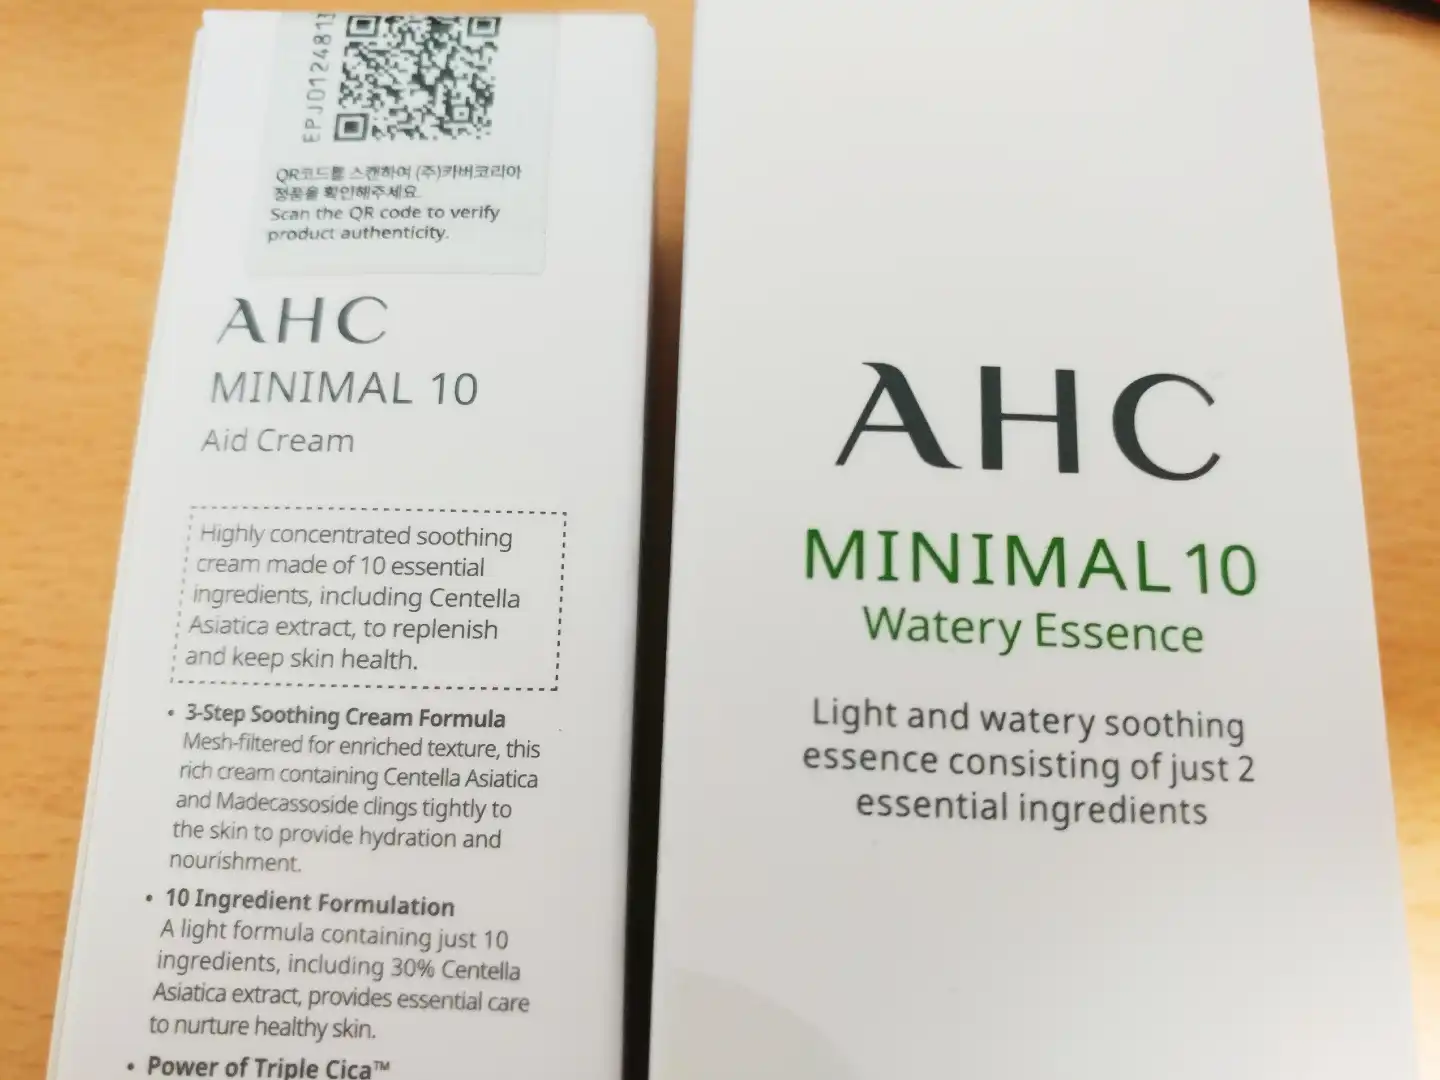 EPJ0124813
QR코드를 스캔하여 (주)카버코리아
정품을 확인해주세요.
Scan the QR code to verify
product authenticity.
AHC
MINIMAL 10
Aid Cream
Highly concentrated soothing
cream made of 10 essential
ingredients, including Centella
Asiatica extract, to replenish
and keep skin health.
• 3-Step Soothing Cream Formula
Mesh-filtered for enriched texture, this
rich cream containing Centella Asiatica
and Madecassoside clings tightly to
the skin to provide hydration and
nourishment.
• 10 Ingredient Formulation
A light formula containing just 10
ingredients, including 30% Centella
Asiatica extract, provides essential care
to nurture healthy skin.
• Power of Triple Cica™
AHC
MINIMAL 10
Watery Essence
Light and watery soothing
essence consisting of just 2
essential ingredients